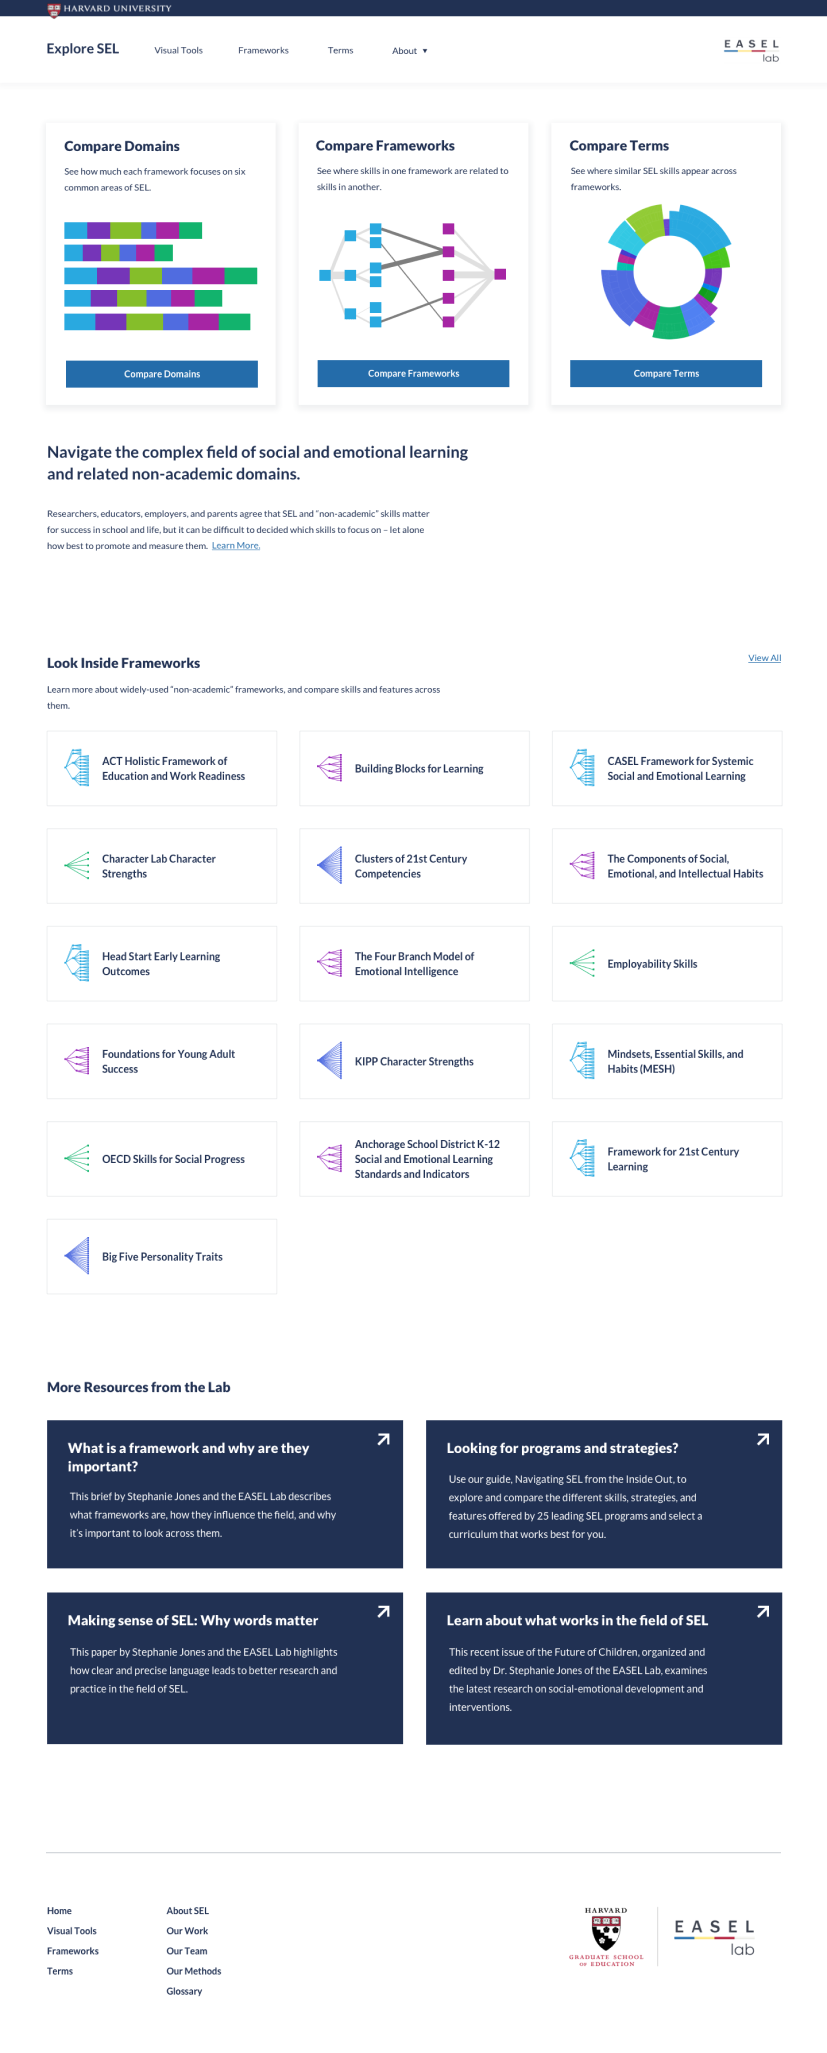 HARVARD UNIVERSITY
Explore SEL
Visual Tools
Frameworks
Terms
About
EASEL
lab
Compare Domains
See how much each framework focuses on six
common areas of SEL.
Compare Domains
Compare Frameworks
See where skills in one framework are related to
skills in another.
Compare Frameworks
Compare Terms
See where similar SEL skills appear across
frameworks.
Compare Terms
Navigate the complex field of social and emotional learning
and related non-academic domains.
Researchers, educators, employers, and parents agree that SEL and “non-academic” skills matter
for success in school and life, but it can be difficult to decided which skills to focus on – let alone
how best to promote and measure them. Learn More.
Look Inside Frameworks
View All
Learn more about widely-used “non-academic” frameworks, and compare skills and features across
them.
ACT Holistic Framework of
Education and Work Readiness
Building Blocks for Learning
CASEL Framework for Systemic
Social and Emotional Learning
Character Lab Character
Strengths
Clusters of 21st Century
Competencies
The Components of Social,
Emotional, and Intellectual Habits
Head Start Early Learning
Outcomes
The Four Branch Model of
Emotional Intelligence
Employability Skills
Foundations for Young Adult
Success
KIPP Character Strengths
Mindsets, Essential Skills, and
Habits (MESH)
OECD Skills for Social Progress
Anchorage School District K-12
Social and Emotional Learning
Standards and Indicators
Framework for 21st Century
Learning
Big Five Personality Traits
More Resources from the Lab
What is a framework and why are they
important?
This brief by Stephanie Jones and the EASEL Lab describes
what frameworks are, how they influence the field, and why
it’s important to look across them.
Looking for programs and strategies?
Use our guide, Navigating SEL from the Inside Out, to
explore and compare the different skills, strategies, and
features offered by 25 leading SEL programs and select a
curriculum that works best for you.
Making sense of SEL: Why words matter
This paper by Stephanie Jones and the EASEL Lab highlights
how clear and precise language leads to better research and
practice in the field of SEL.
Learn about what works in the field of SEL
This recent issue of the Future of Children, organized and
edited by Dr. Stephanie Jones of the EASEL Lab, examines
the latest research on social-emotional development and
interventions.
Home
Visual Tools
Frameworks
Terms
About SEL
Our Work
Our Team
Our Methods
Glossary
HARVARD
GRADUATE SCHOOL
OF EDUCATION
EASEL
lab